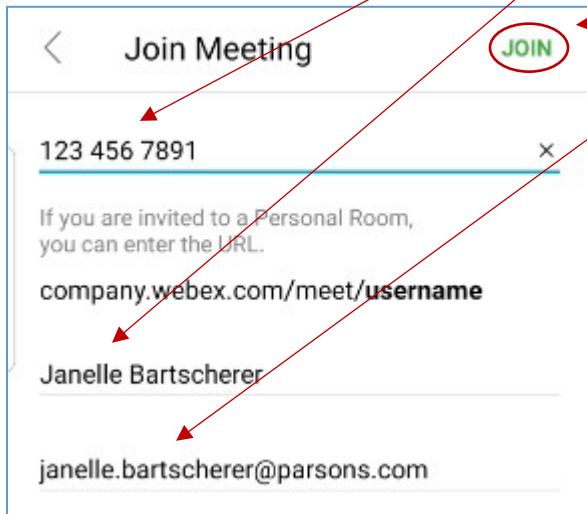 Join Meeting JOIN
123 456 7891 ×
If you are invited to a Personal Room,
you can enter the URL.
company.webex.com/meet/username
Janelle Bartscherer
janelle.bartscherer@parsons.com